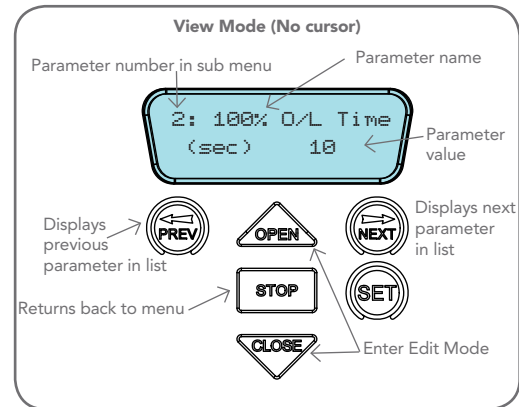 View Mode (No cursor)
Parameter number in sub menu
Parameter name
2: 100% O/L Time
(sec) 10
Parameter
value
PREV
OPEN
NEXT
Displays
previous
parameter in list
Displays next
parameter
in list
STOP
SET
Returns back to menu
CLOSE
Enter Edit Mode